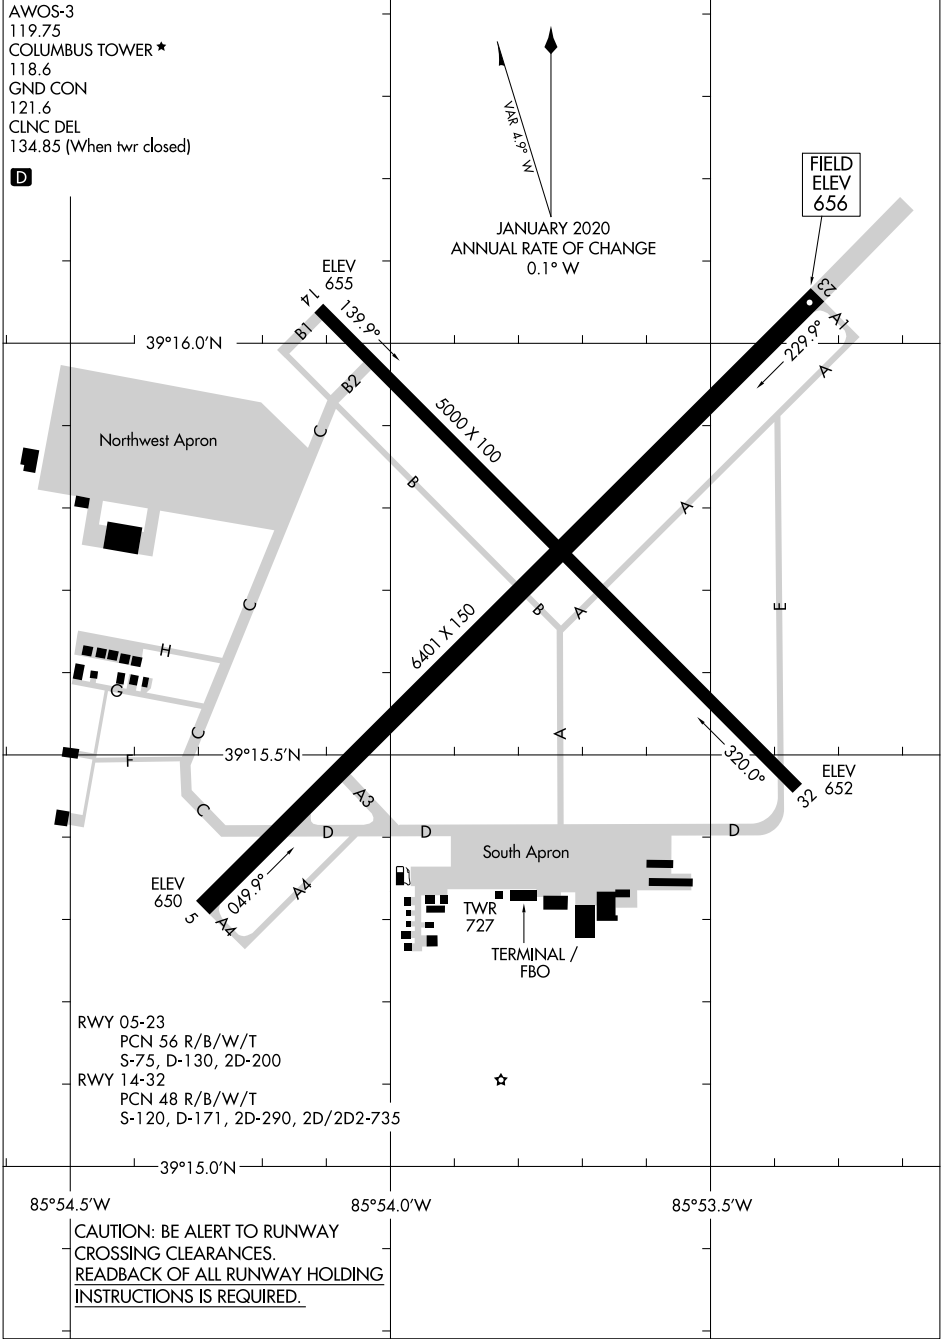 AWOS-3
119.75
COLUMBUS TOWER ★
118.6
GND CON
121.6
CLNC DEL
134.85 (When twr closed)
D
VAR 4.9° W
JANUARY 2020
ANNUAL RATE OF CHANGE
0.1° W
FIELD
ELEV
656
ELEV
655
14
139.9°
23
A1
229.9°
A
B1
39°16.0'N
B2
5000 X 100
C
Northwest Apron
B
A
C
B
A
E
6401 X 150
H
G
C
A
39°15.5'N
F
320.0°
ELEV
652
32
C
A3
D
D
D
South Apron
ELEV
650
049.9°
A4
5
A4
TWR
727
TERMINAL /
FBO
RWY 05-23
PCN 56 R/B/W/T
S-75, D-130, 2D-200
RWY 14-32
PCN 48 R/B/W/T
S-120, D-171, 2D-290, 2D/2D2-735
39°15.0'N
85°54.5'W
85°54.0'W
85°53.5'W
CAUTION: BE ALERT TO RUNWAY
CROSSING CLEARANCES.
READBACK OF ALL RUNWAY HOLDING
INSTRUCTIONS IS REQUIRED.